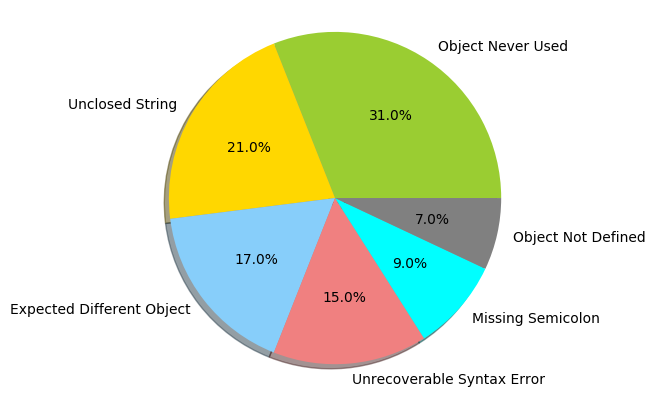 Object Never Used
31.0%
Unclosed String
21.0%
Expected Different Object
17.0%
Unrecoverable Syntax Error
15.0%
Missing Semicolon
9.0%
Object Not Defined
7.0%